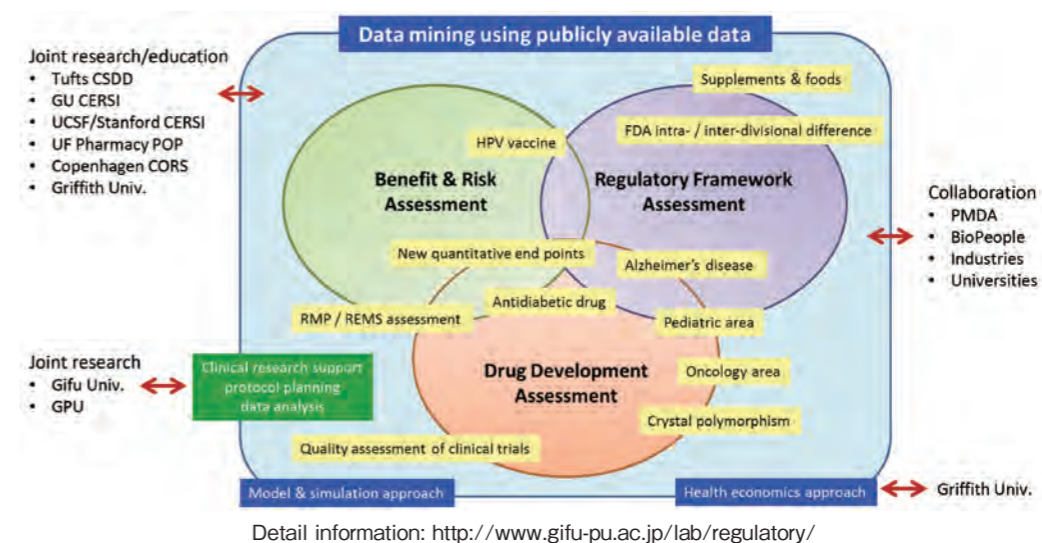 Data mining using publicly available data
Joint research/education
• Tufts CSDD
• GU CERSI
• UCSF/Stanford CERSI
• UF Pharmacy POP
• Copenhagen CORS
• Griffith Univ.
Supplements & foods
FDA intra- / inter-divisional difference
HPV vaccine
Benefit & Risk
Assessment
Regulatory Framework
Assessment
Collaboration
• PMDA
• BioPeople
• Industries
• Universities
New quantitative end points
Alzheimer's disease
Antidiabetic drug
RMP / REMS assessment
Pediatric area
Joint research
• Gifu Univ.
• GPU
Clinical research support
protocol planning
data analysis
Drug Development
Assessment
Oncology area
Crystal polymorphism
Quality assessment of clinical trials
Model & simulation approach
Health economics approach
Griffith Univ.
Detail information: http://www.gifu-pu.ac.jp/lab/regulatory/